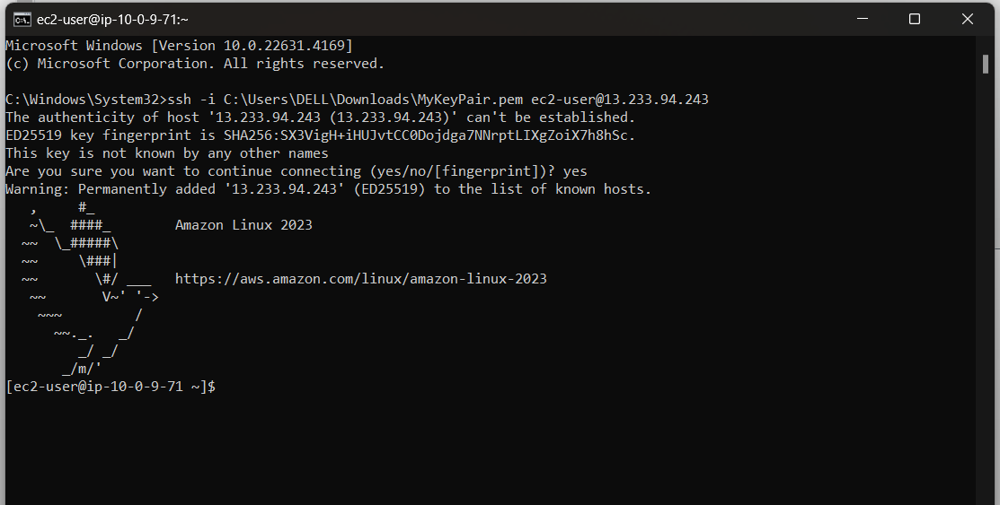 ec2-user@ip-10-0-9-71:~
Microsoft Windows [Version 10.0.22631.4169]
(c) Microsoft Corporation. All rights reserved.
C:\Windows\System32>ssh -i C:\Users\DELL\Downloads\MyKeyPair.pem ec2-user@13.233.94.243
The authenticity of host '13.233.94.243 (13.233.94.243)' can't be established.
ED25519 key fingerprint is SHA256:SX3VigH+iHUJvtCC0Dojdga7NNrptLIXgZoiX7h8hSc.
This key is not known by any other names
Are you sure you want to continue connecting (yes/no/[fingerprint])? yes
Warning: Permanently added '13.233.94.243' (ED25519) to the list of known hosts.
   ,     #_
   ~\_  ####_        Amazon Linux 2023
  ~~  \_#####\
  ~~     \###|
  ~~       \#/ ___   https://aws.amazon.com/linux/amazon-linux-2023
   ~~       V~' '->
    ~~~         /
      ~~._.   _/
         _/ _/
       _/m/'
[ec2-user@ip-10-0-9-71 ~]$